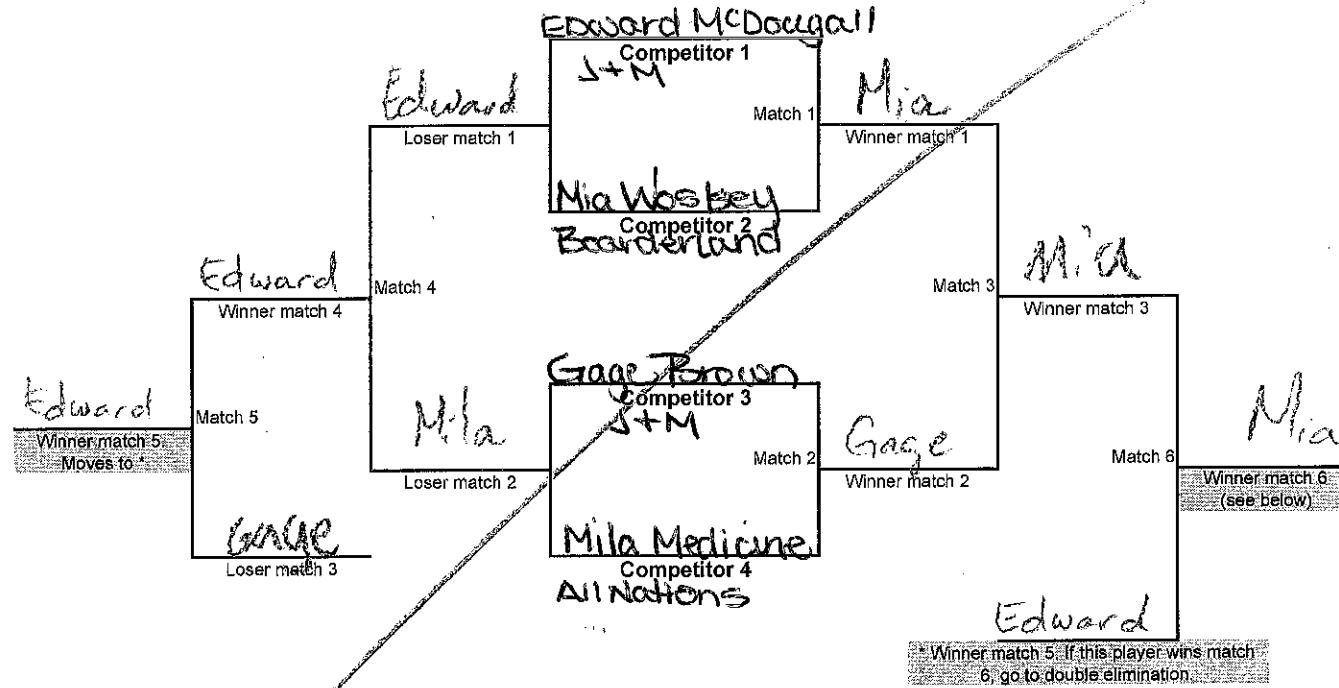 Edward McDougall
Competitor 1
J+M
Edward
Loser match 1
Match 1
Mia
Winner match 1
Mia Woskey
Competitor 2
Boarderland
Edward
Winner match 4
Match 4
Match 3
Mia
Winner match 3
Gage Brown
Competitor 3
J+M
Edward
Winner match 5
Moves to *
Match 5
Mila
Loser match 2
Match 2
Gage
Winner match 2
Match 6
Mia
Winner match 6
(see below)
Gage
Loser match 3
Mila Medicine
Competitor 4
All Nations
Edward
* Winner match 5. If this player wins match
6, go to double elimination.